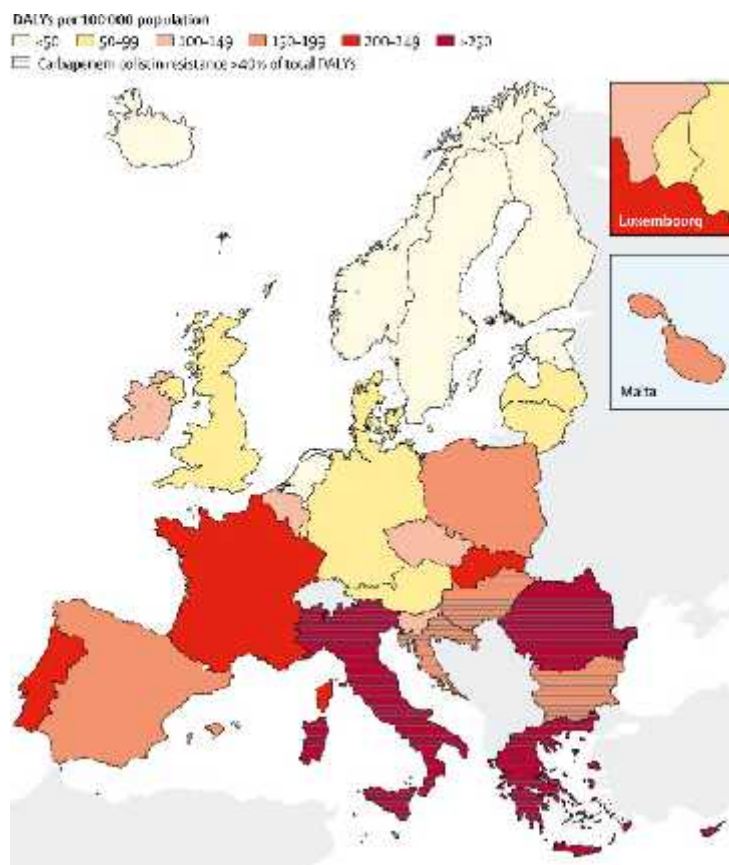 DALYs per 100 000 population
<50 50–99 100–149 150–199 200–249 >250
Carbapenem colistin resistance >40% of total DALYs
Luxembourg
Malta